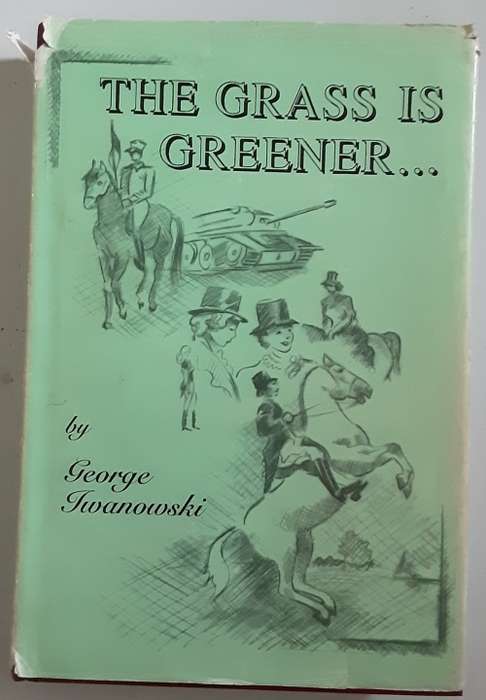 THE GRASS IS
GREENER...
by
George
Iwanowski